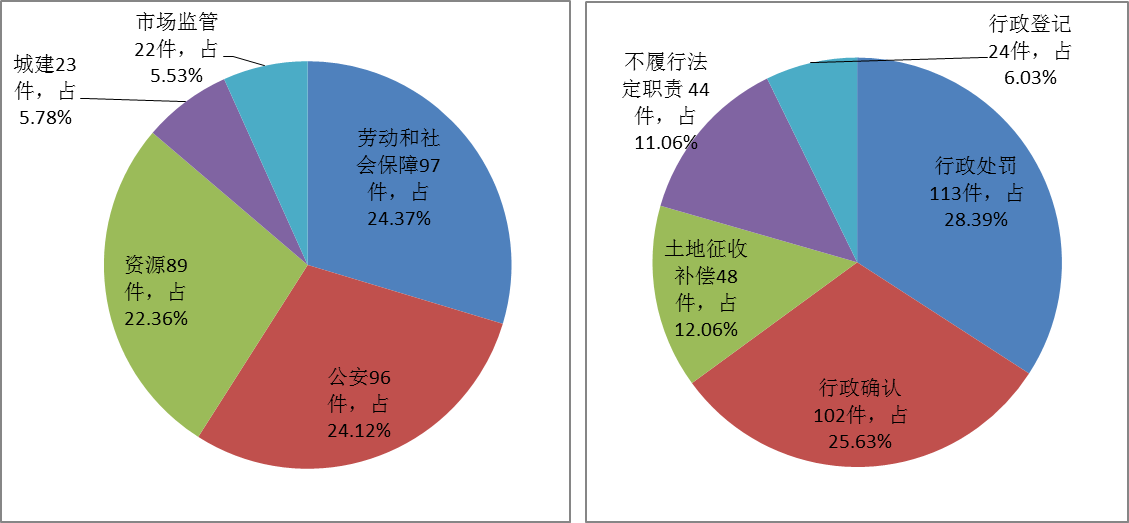 市场监管
22件，占
5.53%
城建23
件，占
5.78%
劳动和社
会保障97
件，占
24.37%
资源89
件，占
22.36%
公安96
件，占
24.12%
行政登记
24件，占
6.03%
不履行法
定职责 44
件，占
11.06%
行政处罚
113件，占
28.39%
土地征收
补偿48
件，占
12.06%
行政确认
102件，占
25.63%